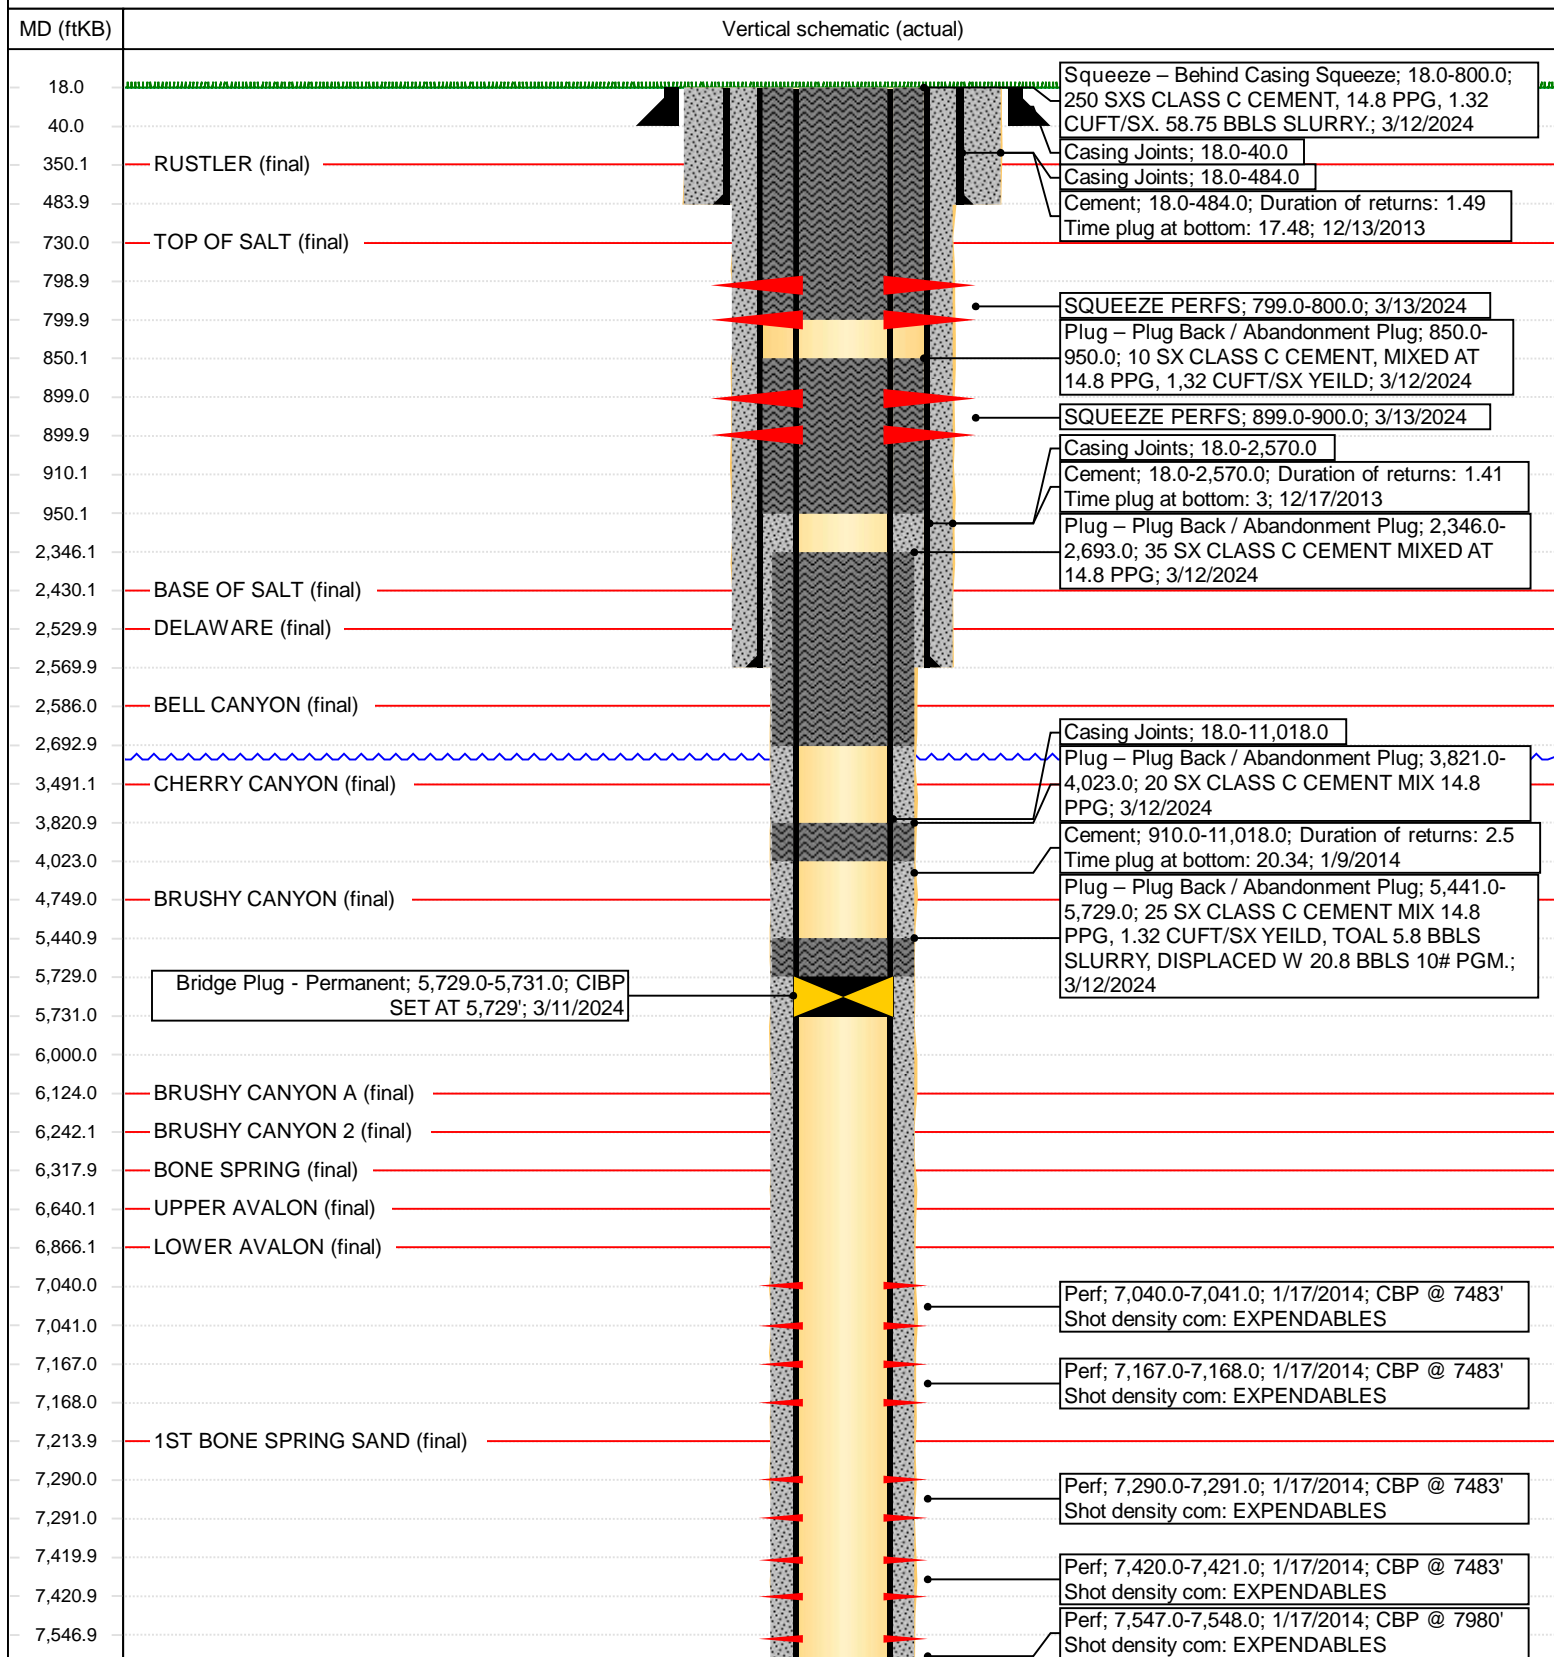 MD (ftKB)
Vertical schematic (actual)
18.0
40.0
350.1
483.9
730.0
798.9
799.9
850.1
899.0
899.9
910.1
950.1
2,346.1
2,430.1
2,529.9
2,569.9
2,586.0
2,692.9
3,491.1
3,820.9
4,023.0
4,749.0
5,440.9
5,729.0
5,731.0
6,000.0
6,124.0
6,242.1
6,317.9
6,640.1
6,866.1
7,040.0
7,041.0
7,167.0
7,168.0
7,213.9
7,290.0
7,291.0
7,419.9
7,420.9
7,546.9
RUSTLER (final)
TOP OF SALT (final)
BASE OF SALT (final)
DELAWARE (final)
BELL CANYON (final)
CHERRY CANYON (final)
BRUSHY CANYON (final)
Bridge Plug - Permanent; 5,729.0-5,731.0; CIBP
SET AT 5,729'; 3/11/2024
BRUSHY CANYON A (final)
BRUSHY CANYON 2 (final)
BONE SPRING (final)
UPPER AVALON (final)
LOWER AVALON (final)
1ST BONE SPRING SAND (final)
Squeeze – Behind Casing Squeeze; 18.0-800.0;
250 SXS CLASS C CEMENT, 14.8 PPG, 1.32
CUFT/SX. 58.75 BBLS SLURRY.; 3/12/2024
Casing Joints; 18.0-40.0
Casing Joints; 18.0-484.0
Cement; 18.0-484.0; Duration of returns: 1.49
Time plug at bottom: 17.48; 12/13/2013
SQUEEZE PERFS; 799.0-800.0; 3/13/2024
Plug – Plug Back / Abandonment Plug; 850.0-
950.0; 10 SX CLASS C CEMENT, MIXED AT
14.8 PPG, 1,32 CUFT/SX YEILD; 3/12/2024
SQUEEZE PERFS; 899.0-900.0; 3/13/2024
Casing Joints; 18.0-2,570.0
Cement; 18.0-2,570.0; Duration of returns: 1.41
Time plug at bottom: 3; 12/17/2013
Plug – Plug Back / Abandonment Plug; 2,346.0-
2,693.0; 35 SX CLASS C CEMENT MIXED AT
14.8 PPG; 3/12/2024
Casing Joints; 18.0-11,018.0
Plug – Plug Back / Abandonment Plug; 3,821.0-
4,023.0; 20 SX CLASS C CEMENT MIX 14.8
PPG; 3/12/2024
Cement; 910.0-11,018.0; Duration of returns: 2.5
Time plug at bottom: 20.34; 1/9/2014
Plug – Plug Back / Abandonment Plug; 5,441.0-
5,729.0; 25 SX CLASS C CEMENT MIX 14.8
PPG, 1.32 CUFT/SX YEILD, TOAL 5.8 BBLS
SLURRY, DISPLACED W 20.8 BBLS 10# PGM.;
3/12/2024
Perf; 7,040.0-7,041.0; 1/17/2014; CBP @ 7483'
Shot density com: EXPENDABLES
Perf; 7,167.0-7,168.0; 1/17/2014; CBP @ 7483'
Shot density com: EXPENDABLES
Perf; 7,290.0-7,291.0; 1/17/2014; CBP @ 7483'
Shot density com: EXPENDABLES
Perf; 7,420.0-7,421.0; 1/17/2014; CBP @ 7483'
Shot density com: EXPENDABLES
Perf; 7,547.0-7,548.0; 1/17/2014; CBP @ 7980'
Shot density com: EXPENDABLES